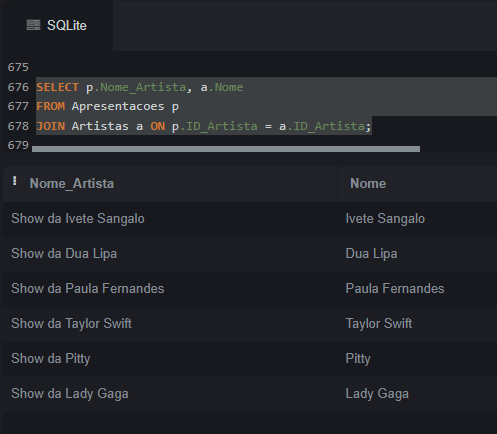 SQLite
675
676 SELECT p.Nome_Artista, a.Nome
677 FROM Apresentacoes p
678 JOIN Artistas a ON p.ID_Artista = a.ID_Artista;
679
Nome_Artista Nome
Show da Ivete Sangalo Ivete Sangalo
Show da Dua Lipa Dua Lipa
Show da Paula Fernandes Paula Fernandes
Show da Taylor Swift Taylor Swift
Show da Pitty Pitty
Show da Lady Gaga Lady Gaga